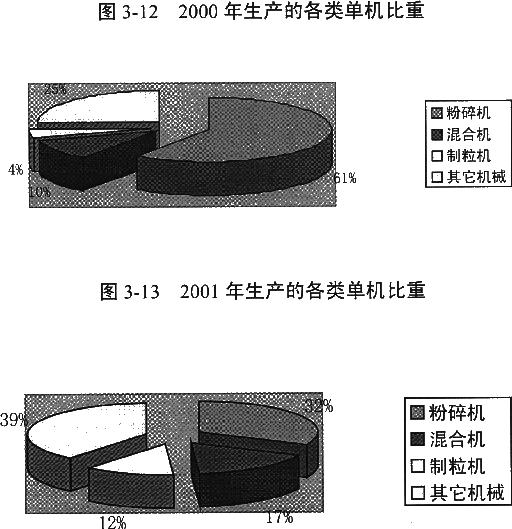 图 3-12 2000 年生产的各类单机比重
25%
4%
10%
61%
粉碎机
混合机
制粒机
其它机械
图 3-13 2001 年生产的各类单机比重
39%
32%
12%
17%
粉碎机
混合机
制粒机
其它机械